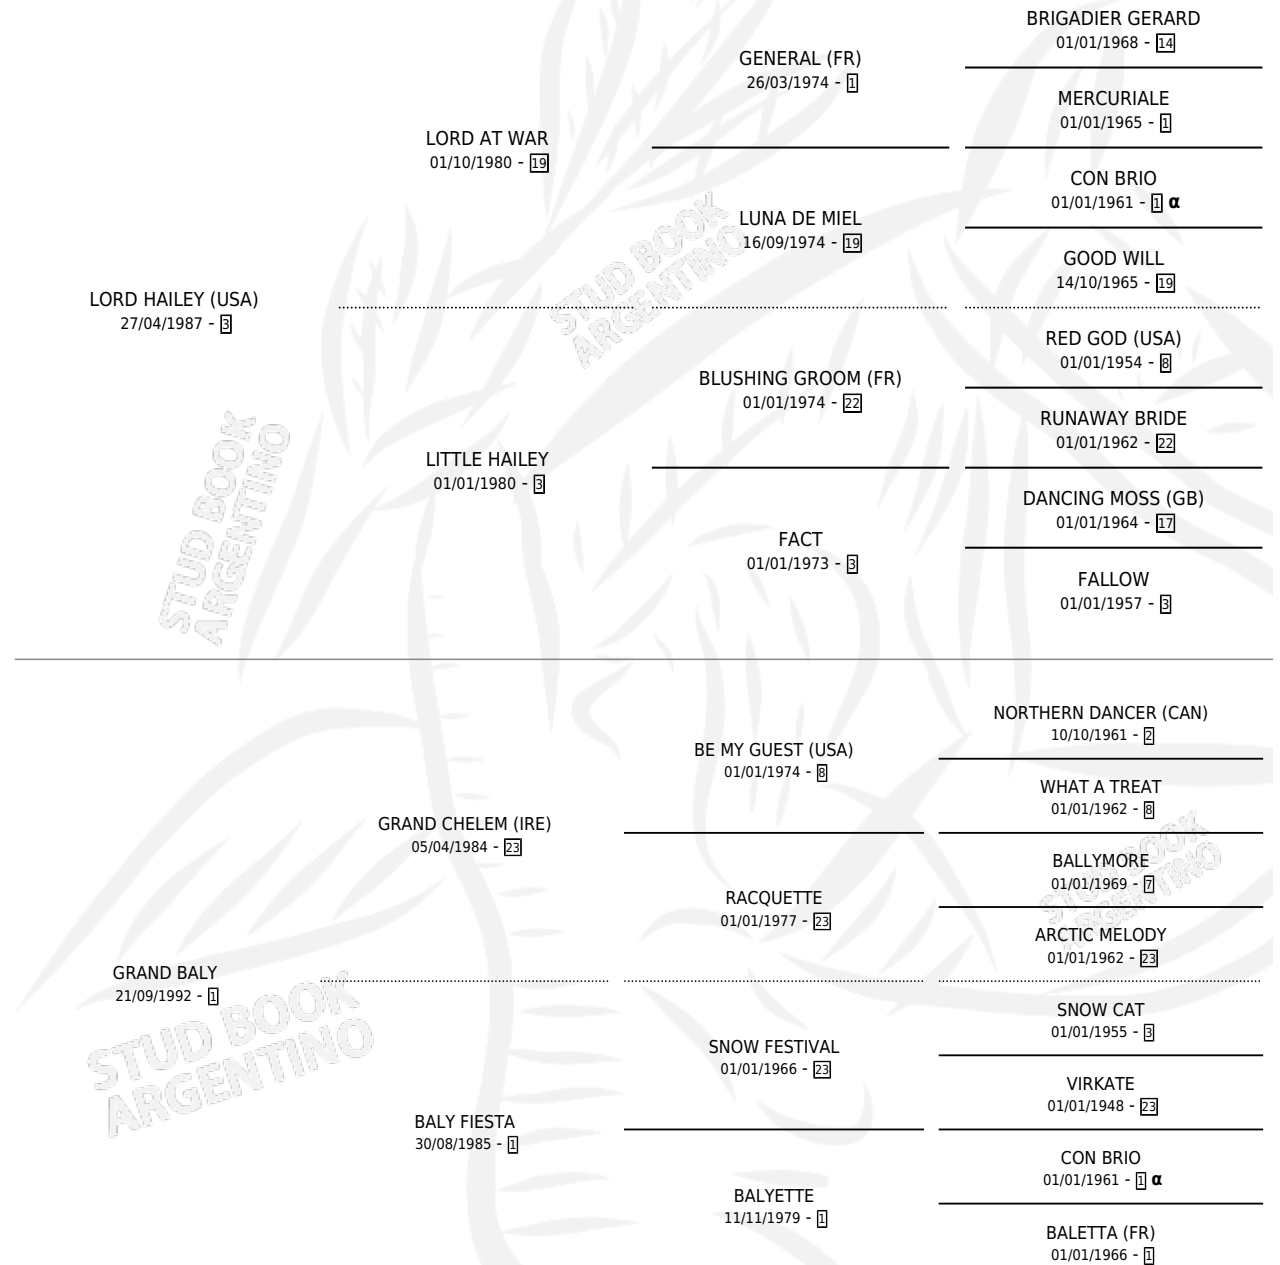 BRIGADIER GERARD
01/01/1968 - 14
GENERAL (FR)
26/03/1974 - 1
MERCURIALE
01/01/1965 - 1
LORD AT WAR
01/10/1980 - 19
CON BRIO
01/01/1961 - 1 α
LUNA DE MIEL
16/09/1974 - 19
GOOD WILL
14/10/1965 - 19
LORD HAILEY (USA)
27/04/1987 - 3
RED GOD (USA)
01/01/1954 - 8
BLUSHING GROOM (FR)
01/01/1974 - 22
RUNAWAY BRIDE
01/01/1962 - 22
LITTLE HAILEY
01/01/1980 - 3
DANCING MOSS (GB)
01/01/1964 - 17
FACT
01/01/1973 - 3
FALLOW
01/01/1957 - 3
NORTHERN DANCER (CAN)
10/10/1961 - 2
BE MY GUEST (USA)
01/01/1974 - 8
WHAT A TREAT
01/01/1962 - 8
GRAND CHELEM (IRE)
05/04/1984 - 23
BALLYMORE
01/01/1969 - 7
RACQUETTE
01/01/1977 - 23
ARCTIC MELODY
01/01/1962 - 23
GRAND BALY
21/09/1992 - 1
SNOW CAT
01/01/1955 - 3
SNOW FESTIVAL
01/01/1966 - 23
VIRKATE
01/01/1948 - 23
BALY FIESTA
30/08/1985 - 1
CON BRIO
01/01/1961 - 1 α
BALYETTE
11/11/1979 - 1
BALETTA (FR)
01/01/1966 - 1
STUD BOOK
ARGENTINO
STUD BOOK
ARGENTINO
STUD BOOK
ARGENTINO
STUD BOOK
ARGENTINO